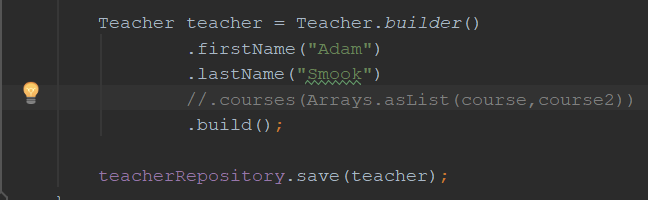 Teacher teacher = Teacher.builder()
.firstName("Adam")
.lastName("Smook")
//.courses(Arrays.asList(course,course2))
.build();
teacherRepository.save(teacher);